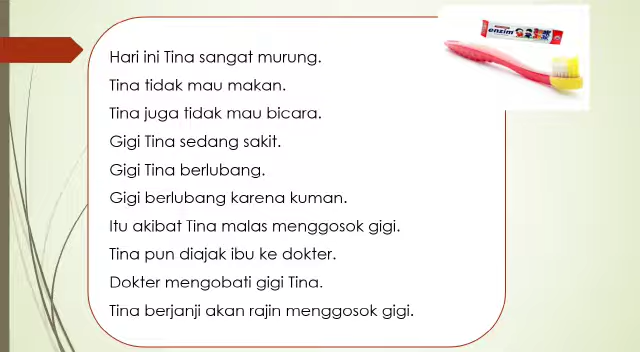 Hari ini Tina sangat murung.
Tina tidak mau makan.
Tina juga tidak mau bicara.
Gigi Tina sedang sakit.
Gigi Tina berlubang.
Gigi berlubang karena kuman.
Itu akibat Tina malas menggosok gigi.
Tina pun diajak ibu ke dokter.
Dokter mengobati gigi Tina.
Tina berjanji akan rajin menggosok gigi.
enzim